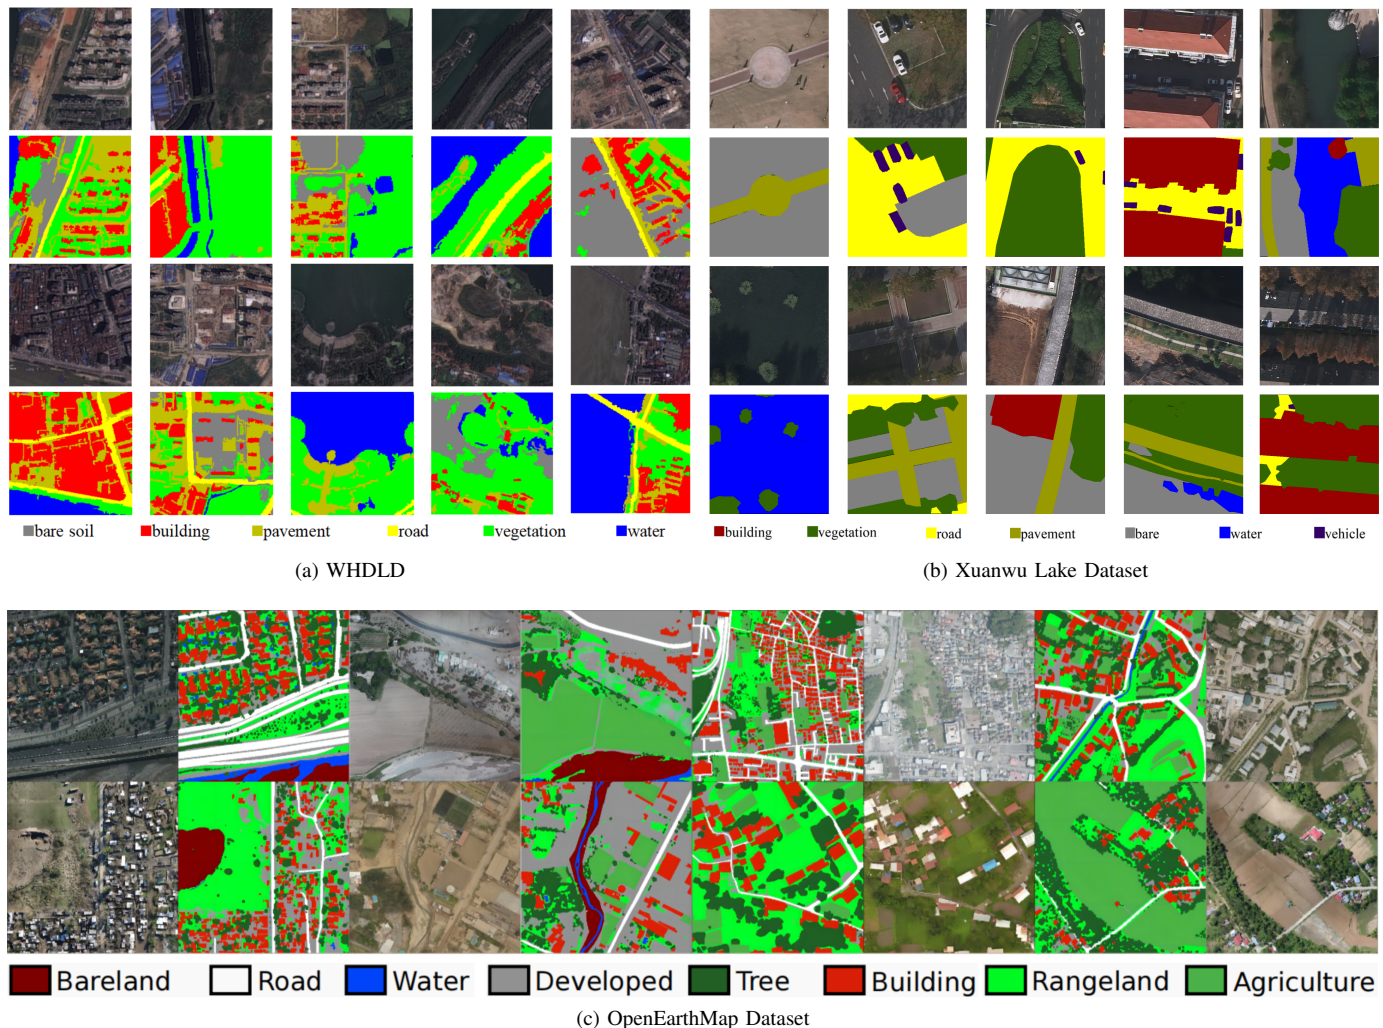 bare soil building pavement road vegetation water
(a) WHDLD
building vegetation road pavement bare water vehicle
(b) Xuanwu Lake Dataset
Bareland Road Water Developed Tree Building Rangeland Agriculture
(c) OpenEarthMap Dataset